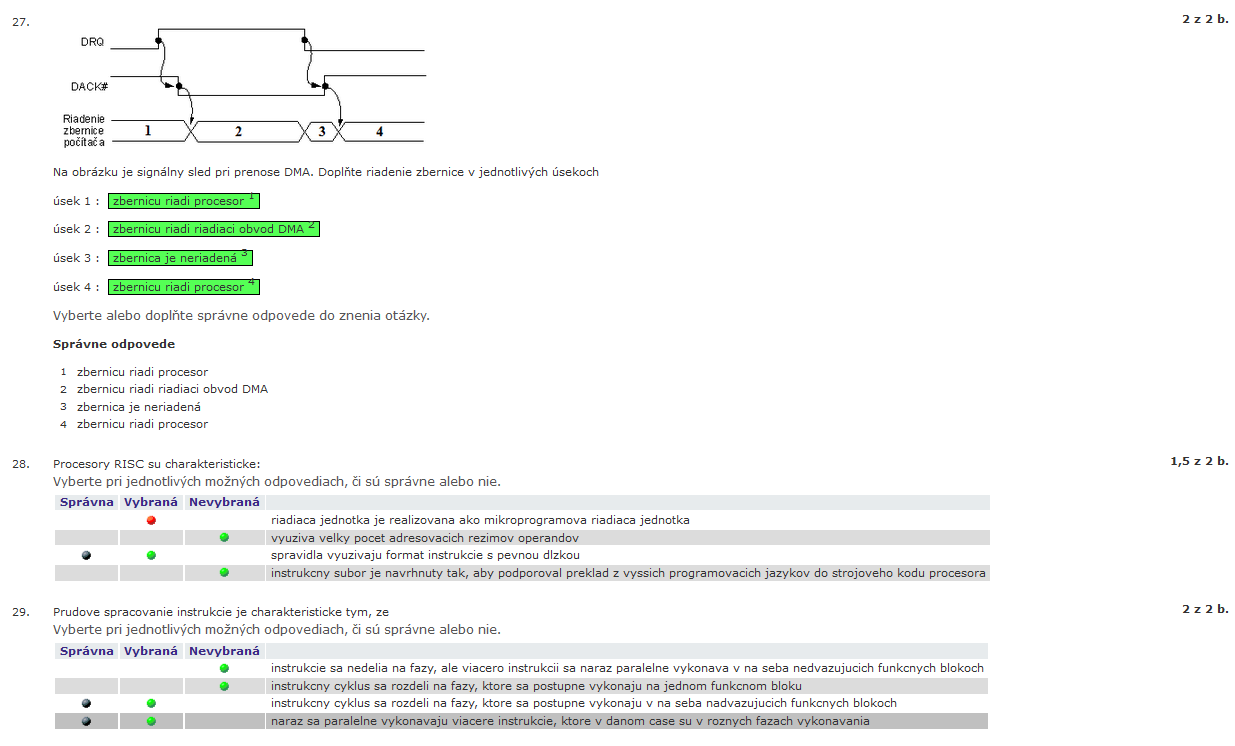 27.
2 z 2 b.
DRQ
DACK#
Riadenie
zbernice
počítača
1 2 3 4
Na obrázku je signálny sled pri prenose DMA. Doplňte riadenie zbernice v jednotlivých úsekoch
úsek 1 : zbernicu riadi procesor 1
úsek 2 : zbernicu riadi riadiaci obvod DMA 2
úsek 3 : zbernica je neriadená 3
úsek 4 : zbernicu riadi procesor 4
Vyberte alebo doplňte správne odpovede do znenia otázky.
Správne odpovede
1 zbernicu riadi procesor
2 zbernicu riadi riadiaci obvod DMA
3 zbernica je neriadená
4 zbernicu riadi procesor
28. Procesory RISC su charakteristicke:
1,5 z 2 b.
Vyberte pri jednotlivých možných odpovediach, či sú správne alebo nie.
Správna Vybraná Nevybraná
riadiaca jednotka je realizovana ako mikroprogramova riadiaca jednotka
vyuziva velky pocet adresovacich rezimov operandov
spravidla vyuzivaju format instrukcie s pevnou dlzkou
instrukcny subor je navrhnuty tak, aby podporoval preklad z vyssich programovacich jazykov do strojoveho kodu procesora
29. Prudove spracovanie instrukcie je charakteristicke tym, ze
2 z 2 b.
Vyberte pri jednotlivých možných odpovediach, či sú správne alebo nie.
Správna Vybraná Nevybraná
instrukcie sa nedelia na fazy, ale viacero instrukcii sa naraz paralelne vykonava v na seba nedvazujucich funkcnych blokoch
instrukcny cyklus sa rozdeli na fazy, ktore sa postupne vykonaju na jednom funkcnom bloku
instrukcny cyklus sa rozdeli na fazy, ktore sa postupne vykonaju v na seba nadvazujucich funkcnych blokoch
naraz sa paralelne vykonavaju viacere instrukcie, ktore v danom case su v roznych fazach vykonavania